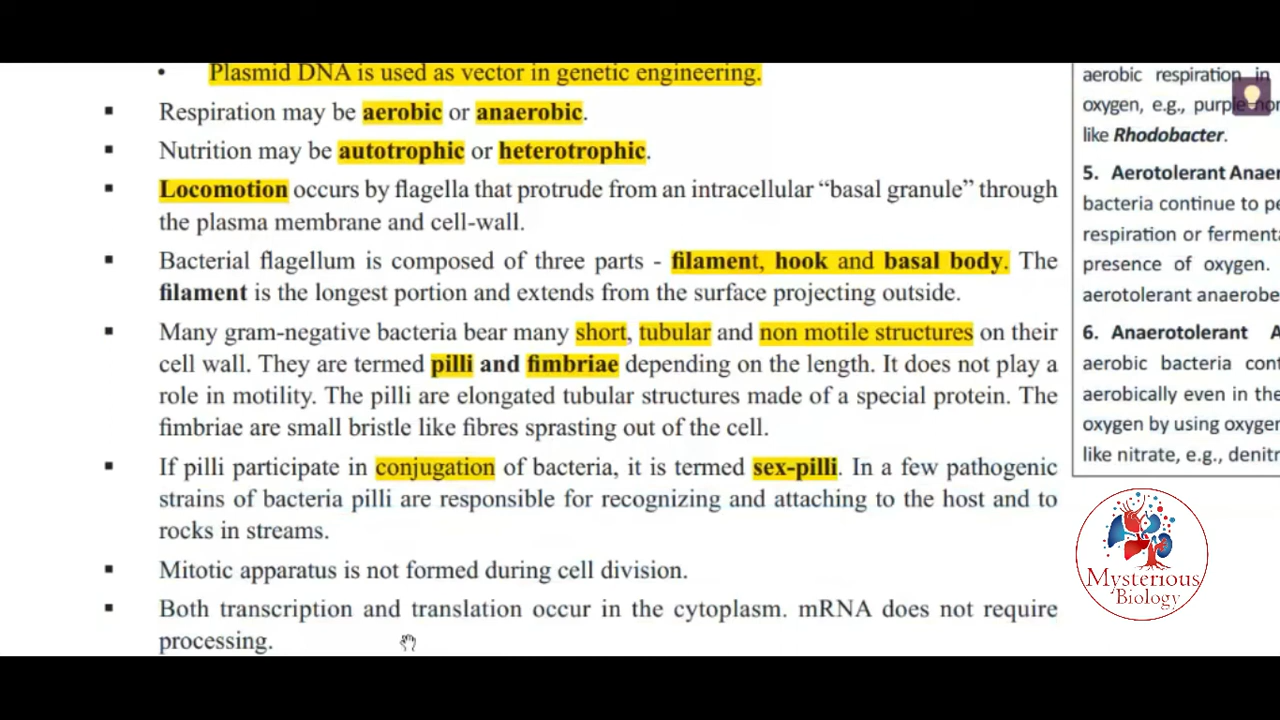 • Plasmid DNA is used as vector in genetic engineering.
▪ Respiration may be aerobic or anaerobic.
▪ Nutrition may be autotrophic or heterotrophic.
▪ Locomotion occurs by flagella that protrude from an intracellular “basal granule” through
the plasma membrane and cell-wall.
▪ Bacterial flagellum is composed of three parts - filament, hook and basal body. The
filament is the longest portion and extends from the surface projecting outside.
▪ Many gram-negative bacteria bear many short, tubular and non motile structures on their
cell wall. They are termed pilli and fimbriae depending on the length. It does not play a
role in motility. The pilli are elongated tubular structures made of a special protein. The
fimbriae are small bristle like fibres sprasting out of the cell.
▪ If pilli participate in conjugation of bacteria, it is termed sex-pilli. In a few pathogenic
strains of bacteria pilli are responsible for recognizing and attaching to the host and to
rocks in streams.
▪ Mitotic apparatus is not formed during cell division.
▪ Both transcription and translation occur in the cytoplasm. mRNA does not require
processing.
aerobic respiration in
oxygen, e.g., purple
like Rhodobacter.
5. Aerotolerant
bacteria continue to
respiration or
presence of oxygen.
aerotolerant
6. Anaerotolerant
aerobic bacteria
aerobically even in the
oxygen by using
like nitrate, e.g.,
Mysterious
Biology